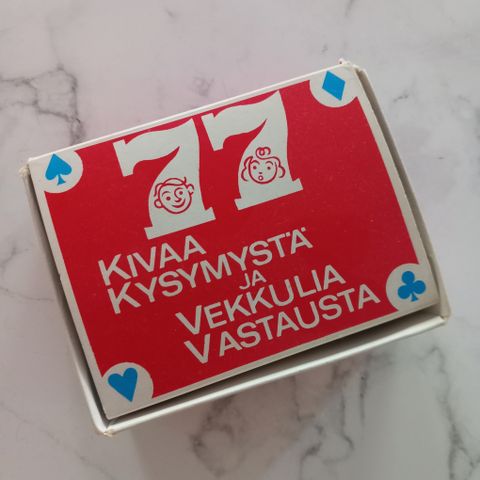 77
KIVAA
KYSYMYSTÄ
JA
VEKKULIA
VASTAUSTA